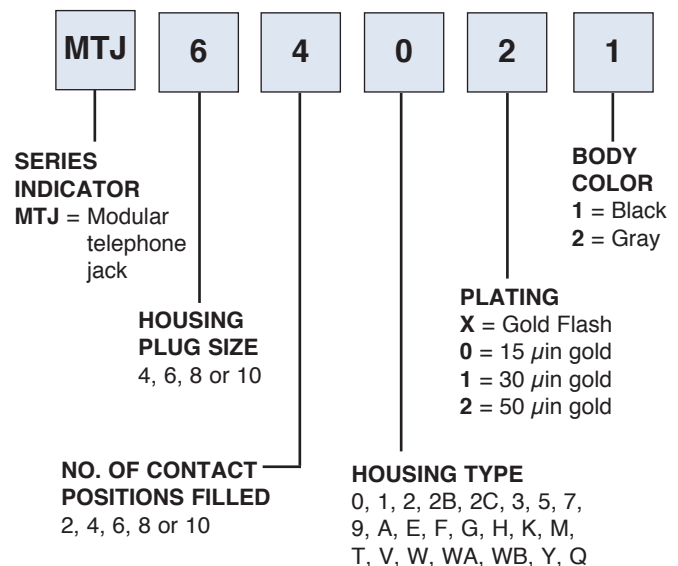 MTJ 6 4 0 2 1
SERIES
INDICATOR
MTJ = Modular
telephone
jack
HOUSING
PLUG SIZE
4, 6, 8 or 10
NO. OF CONTACT
POSITIONS FILLED
2, 4, 6, 8 or 10
HOUSING TYPE
0, 1, 2, 2B, 2C, 3, 5, 7,
9, A, E, F, G, H, K, M,
T, V, W, WA, WB, Y, Q
PLATING
X = Gold Flash
0 = 15 µin gold
1 = 30 µin gold
2 = 50 µin gold
BODY
COLOR
1 = Black
2 = Gray